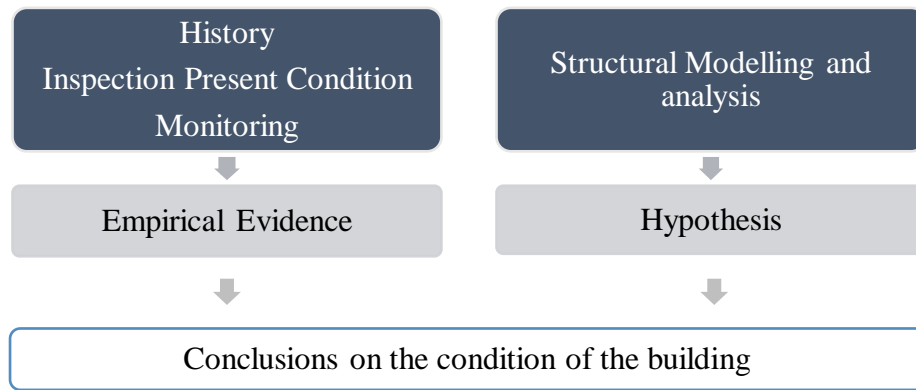 History
Inspection Present Condition
Monitoring
Structural Modelling and
analysis
Empirical Evidence
Hypothesis
Conclusions on the condition of the building